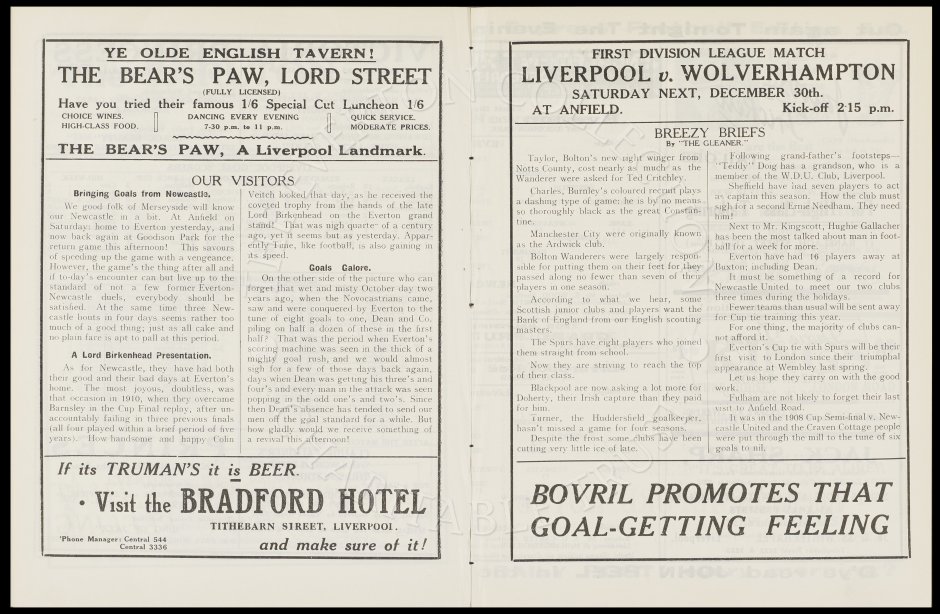 YE OLDE ENGLISH TAVERN!
THE BEAR'S PAW, LORD STREET
(FULLY LICENSED)
Have you tried their famous 1/6 Special Cut Luncheon 1/6
CHOICE WINES.
HIGH-CLASS FOOD.
DANCING EVERY EVENING
7-30 p.m. to 11 p.m.
QUICK SERVICE.
MODERATE PRICES.
THE BEAR'S PAW, A Liverpool Landmark.
OUR VISITORS
Bringing Goals from Newcastle.
We good folk of Merseyside will know
our Newcastle in a bit. At Anfield on
Saturday; home to Everton yesterday, and
now back again at Goodison Park for the
return game this afternoon! This savours
of speeding up the game with a vengeance.
However, the game's the thing after all and
if to-day's encounter can but live up to the
standard of not a few former Everton-
Newcastle duels, everybody should be
satisfied. At the same time three New-
castle bouts in four days seems rather too
much of a good thing; just as all cake and
no plain fare is apt to pall at this period.
A Lord Birkenhead Presentation.
As for Newcastle, they have had both
their good and their bad days at Everton's
home. The most joyous, doubtless, was
that occasion in 1910, when they overcame
Barnsley in the Cup Final replay, after un-
accountably failing in three previous finals
(all four played within a brief period of five
years). How handsome and happy Colin
Veitch looked that day, as he received the
coveted trophy from the hands of the late
Lord Birkenhead on the Everton grand
stand! That was nigh quarter of a century
ago, yet it seems but as yesterday. Appar-
ently Time, like football, is also gaining in
its speed.
Goals Galore.
On the other side of the picture who can
forget that wet and misty October day two
years ago, when the Novocastrians came,
saw and were conquered by Everton to the
tune of eight goals to one, Dean and Co.
piling on half a dozen of these in the first
half? That was the period when Everton's
scoring machine was seen in the thick of a
mighty goal rush, and we would almost
sigh for a few of those days back again,
days when Dean was getting his three's and
four's and every man in the attack was seen
popping in the odd one's and two's. Since
then Dean's absence has tended to send our
men off the goal standard for a while. But
how gladly would we receive something of
a revival this afternoon!
If its TRUMAN'S it is BEER.
· Visit the BRADFORD HOTEL
TITHEBARN STREET, LIVERPOOL.
'Phone Manager: Central 544
Central 3336
and make sure of it!
FIRST DIVISION LEAGUE MATCH
LIVERPOOL v. WOLVERHAMPTON
SATURDAY NEXT, DECEMBER 30th.
AT ANFIELD. Kick-off 2-15 p.m.
BREEZY BRIEFS
By "THE GLEANER."
Taylor, Bolton's new right winger from
Notts County, cost nearly as much as the
Wanderer were asked for Ted Critchley.
Charles, Burnley's coloured recruit plays
a dashing type of game; he is by no means
so thoroughly black as the great Constan-
tine.
Manchester City were originally known
as the Ardwick club.
Bolton Wanderers were largely respon-
sible for putting them on their feet for they
passed along no fewer than seven of their
players in one season.
According to what we hear, some
Scottish junior clubs and players want the
Bank of England from our English scouting
masters.
The Spurs have eight players who joined
them straight from school.
Now they are striving to reach the top
of their class.
Blackpool are now asking a lot more for
Doherty, their Irish capture than they paid
for him.
Turner, the Huddersfield goalkeeper,
hasn't missed a game for four seasons.
Despite the frost some clubs have been
cutting very little ice of late.
Following grand-father's footsteps—
"Teddy" Doig has a grandson, who is a
member of the W.D.U. Club, Liverpool.
Sheffield have had seven players to act
as captain this season. How the club must
sigh for a second Ernie Needham. They need
him!
Next to Mr. Kingscott, Hughie Gallacher
has been the most talked about man in foot-
ball for a week for more.
Everton have had 16 players away at
Buxton; including Dean.
It must be something of a record for
Newcastle United to meet our two clubs
three times during the holidays.
Fewer teams than usual will be sent away
for Cup tie training this year.
For one thing, the majority of clubs can-
not afford it.
Everton's Cup tie with Spurs will be their
first visit to London since their triumphal
appearance at Wembley last spring.
Let us hope they carry on with the good
work.
Fulham are not likely to forget their last
visit to Anfield Road.
It was in the 1908 Cup Semi-final v. New-
castle United and the Craven Cottage people
were put through the mill to the tune of six
goals to nil.
BOVRIL PROMOTES THAT
GOAL-GETTING FEELING